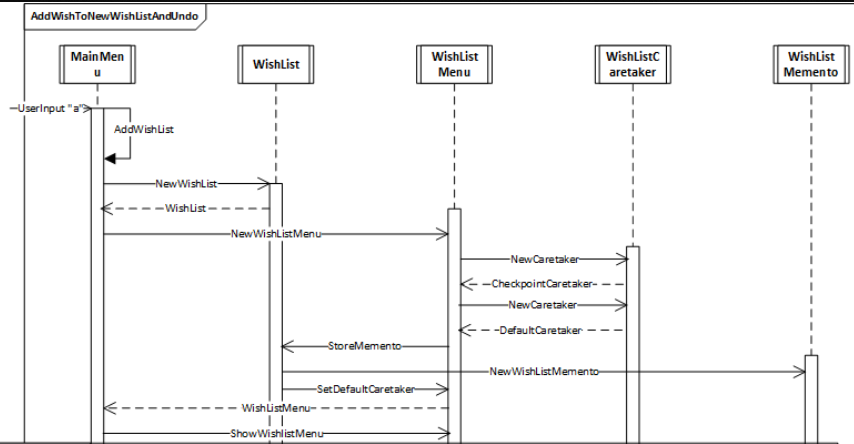 AddWishToNewWishListAndUndo
MainMen
u
WishList
WishList
Menu
WishListC
aretaker
WishList
Memento
UserInput "a"
AddWishList
NewWishList
WishList
NewWishListMenu
NewCaretaker
CheckpointCaretaker
NewCaretaker
DefaultCaretaker
StoreMemento
NewWishListMemento
SetDefaultCaretaker
WishListMenu
ShowWishlistMenu